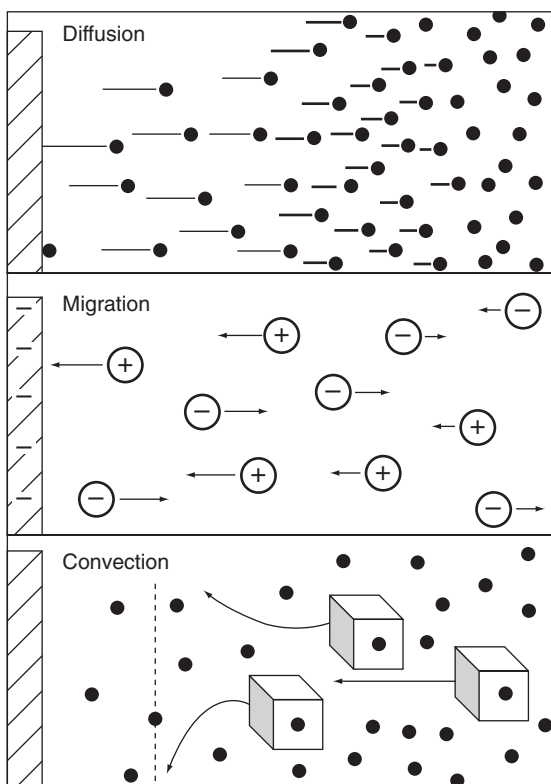 Diffusion
Migration
− + − −
− + −
− − +
− + +
− − −
Convection